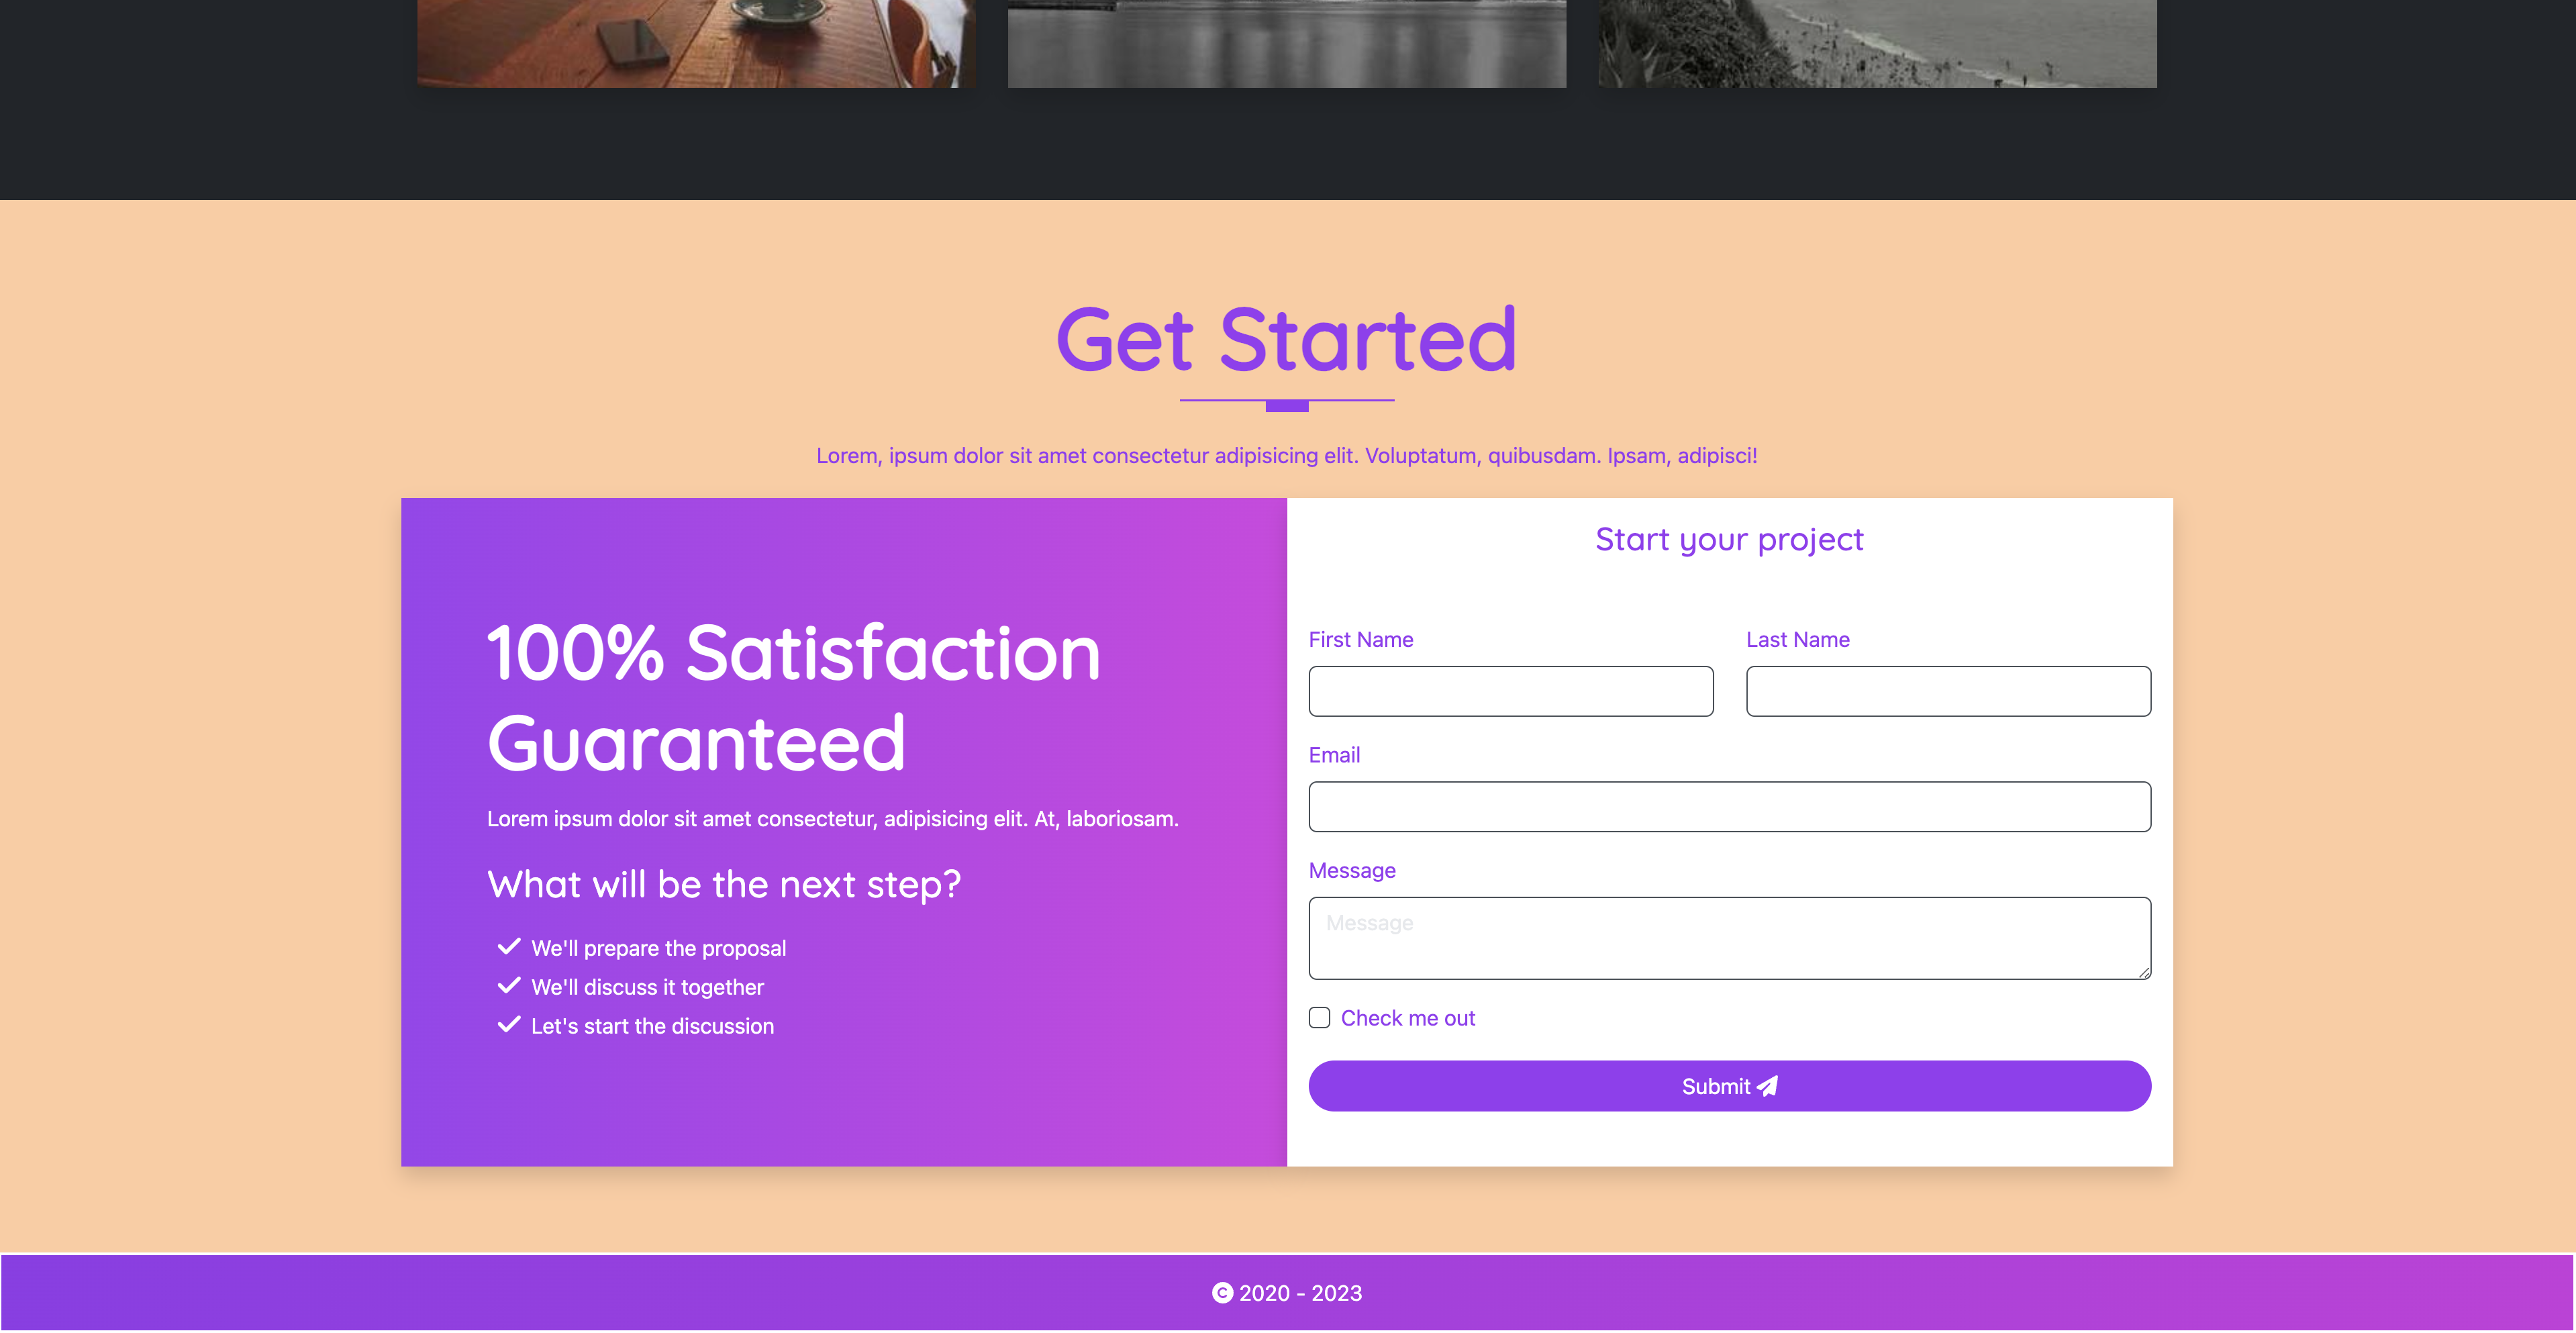 Get Started
Lorem, ipsum dolor sit amet consectetur adipisicing elit. Voluptatum, quibusdam. Ipsam, adipisci!
100% Satisfaction
Guaranteed
Lorem ipsum dolor sit amet consectetur, adipisicing elit. At, laboriosam.
What will be the next step?
We'll prepare the proposal
We'll discuss it together
Let's start the discussion
Start your project
First Name
Last Name
Email
Message
Message
Check me out
Submit
© 2020 - 2023